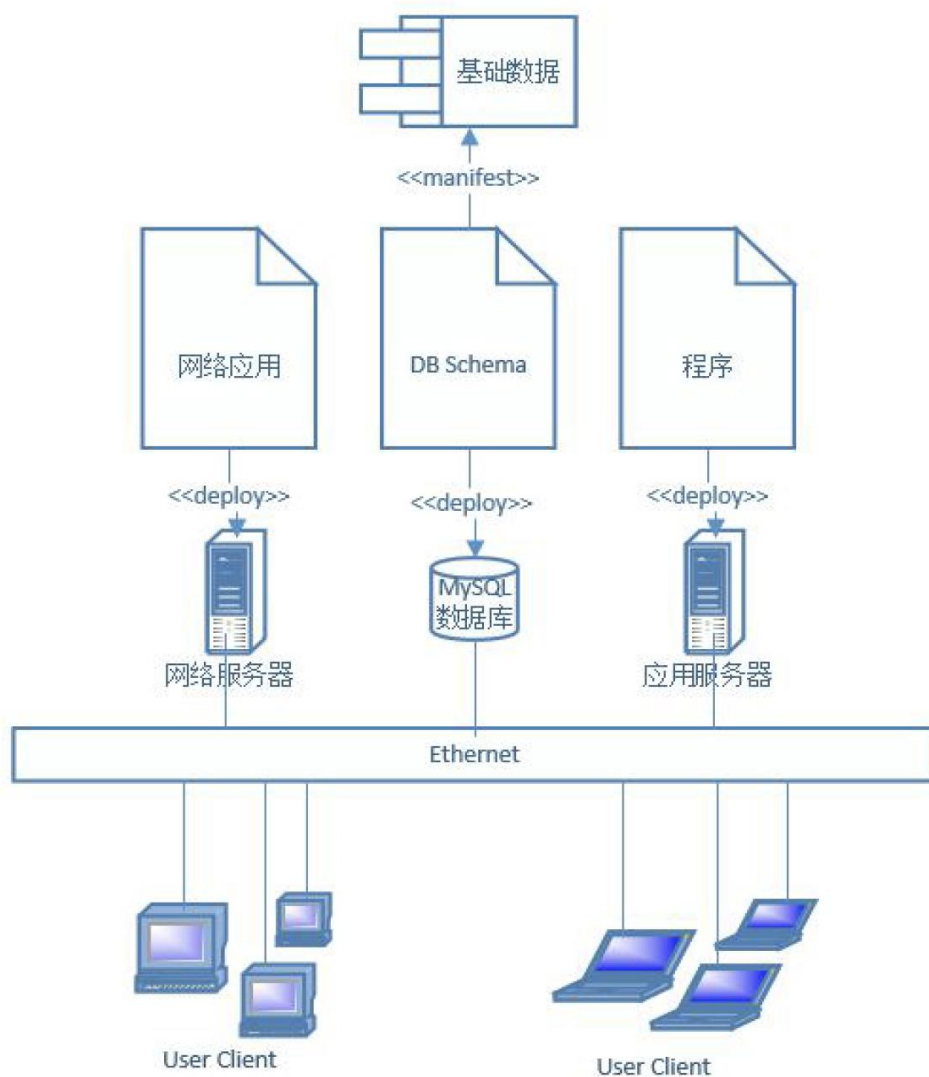 基础数据
<<manifest>>
网络应用
DB Schema
程序
<<deploy>>
<<deploy>>
<<deploy>>
MySQL
数据库
网络服务器
应用服务器
Ethernet
User Client
User Client